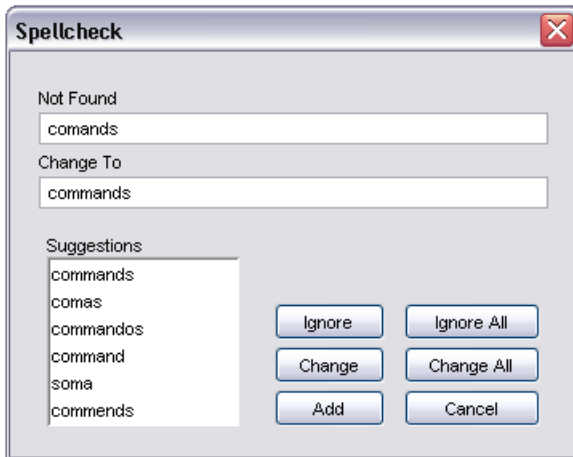 Spellcheck
Not Found
comands
Change To
commands
Suggestions
commands
comas
commandos
command
soma
commends
Ignore Ignore All
Change Change All
Add Cancel